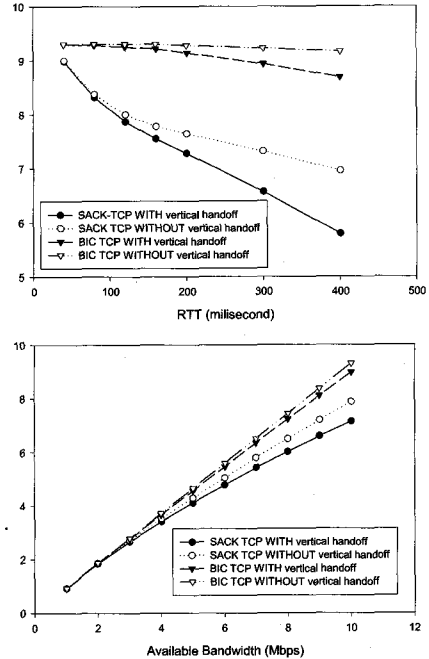 10
9
8
7
6
5
SACK-TCP WITH vertical handoff
SACK TCP WITHOUT vertical handoff
BIC TCP WITH vertical handoff
BIC TCP WITHOUT vertical handoff
0 100 200 300 400 500
RTT (milisecond)
10
8
6
4
2
0
SACK TCP WITH vertical handoff
SACK TCP WITHOUT vertical handoff
BIC TCP WITH vertical handoff
BIC TCP WITHOUT vertical handoff
0 2 4 6 8 10 12
Available Bandwidth (Mbps)